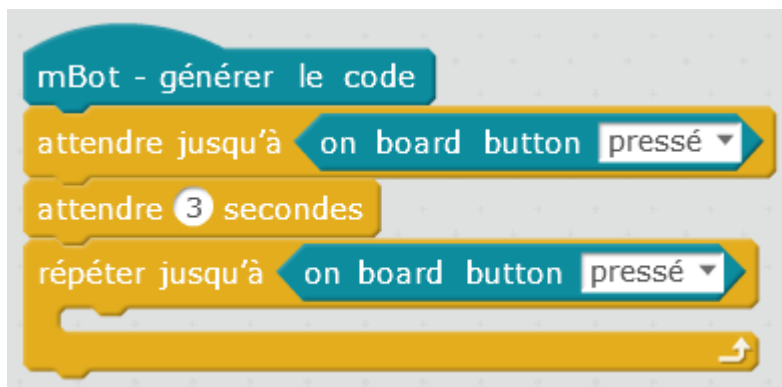 mBot - générer le code
attendre jusqu'à on board button pressé
attendre 3 secondes
répéter jusqu'à on board button pressé